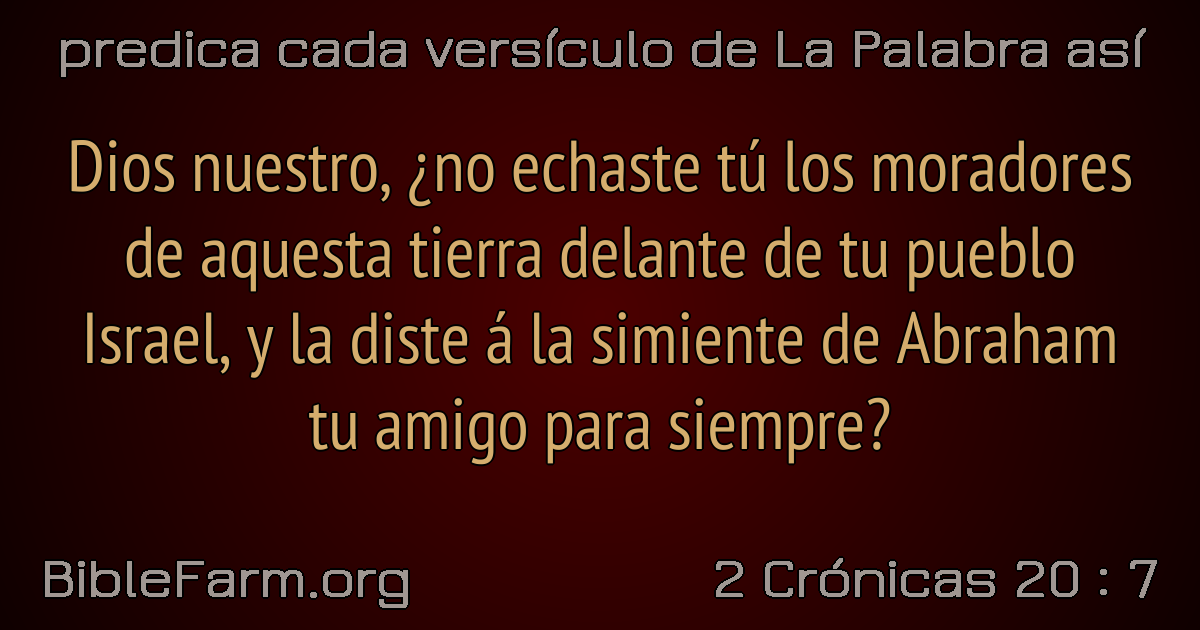 predica cada versículo de La Palabra así
Dios nuestro, ¿no echaste tú los moradores
de aquesta tierra delante de tu pueblo
Israel, y la diste á la simiente de Abraham
tu amigo para siempre?
BibleFarm.org
2 Crónicas 20 : 7